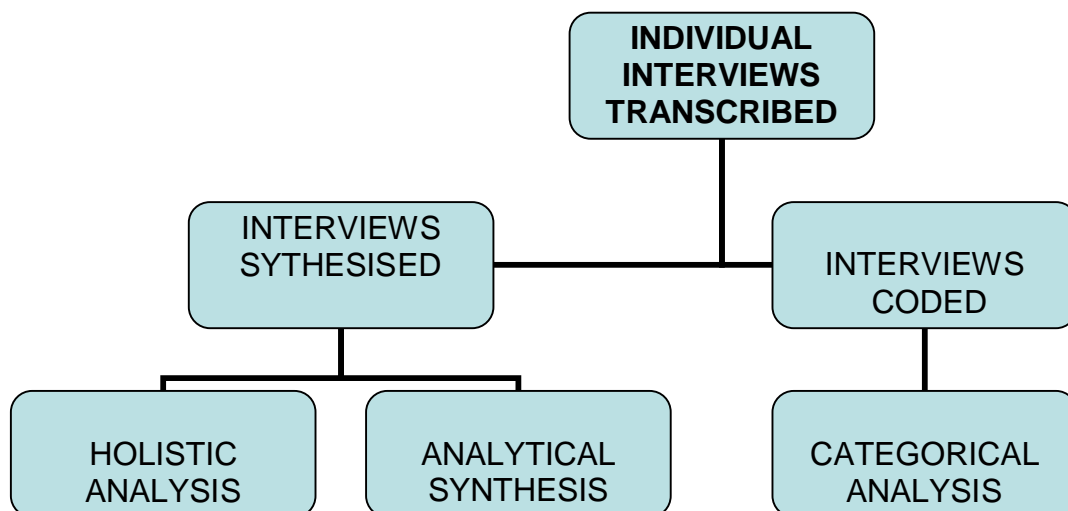 INDIVIDUAL
INTERVIEWS
TRANSCRIBED
INTERVIEWS
SYTHESISED
INTERVIEWS
CODED
HOLISTIC
ANALYSIS
ANALYTICAL
SYNTHESIS
CATEGORICAL
ANALYSIS